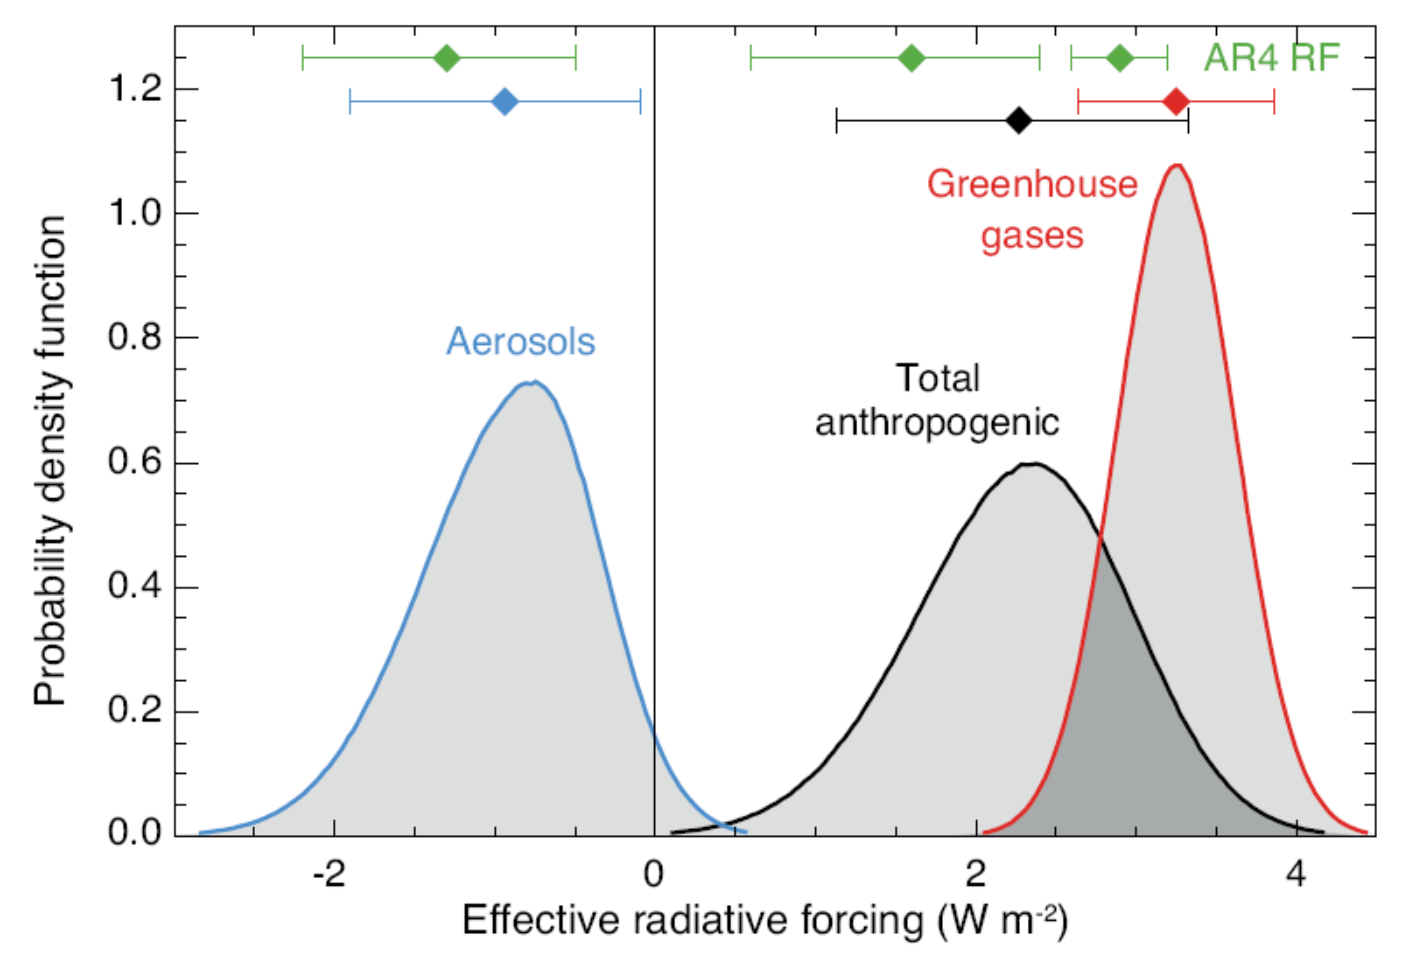 AR4 RF
1.2
Greenhouse
gases
1.0
Aerosols
0.8
Total
anthropogenic
0.6
0.4
0.2
0.0
Probability density function
-2 0 2 4
Effective radiative forcing (W m-2)